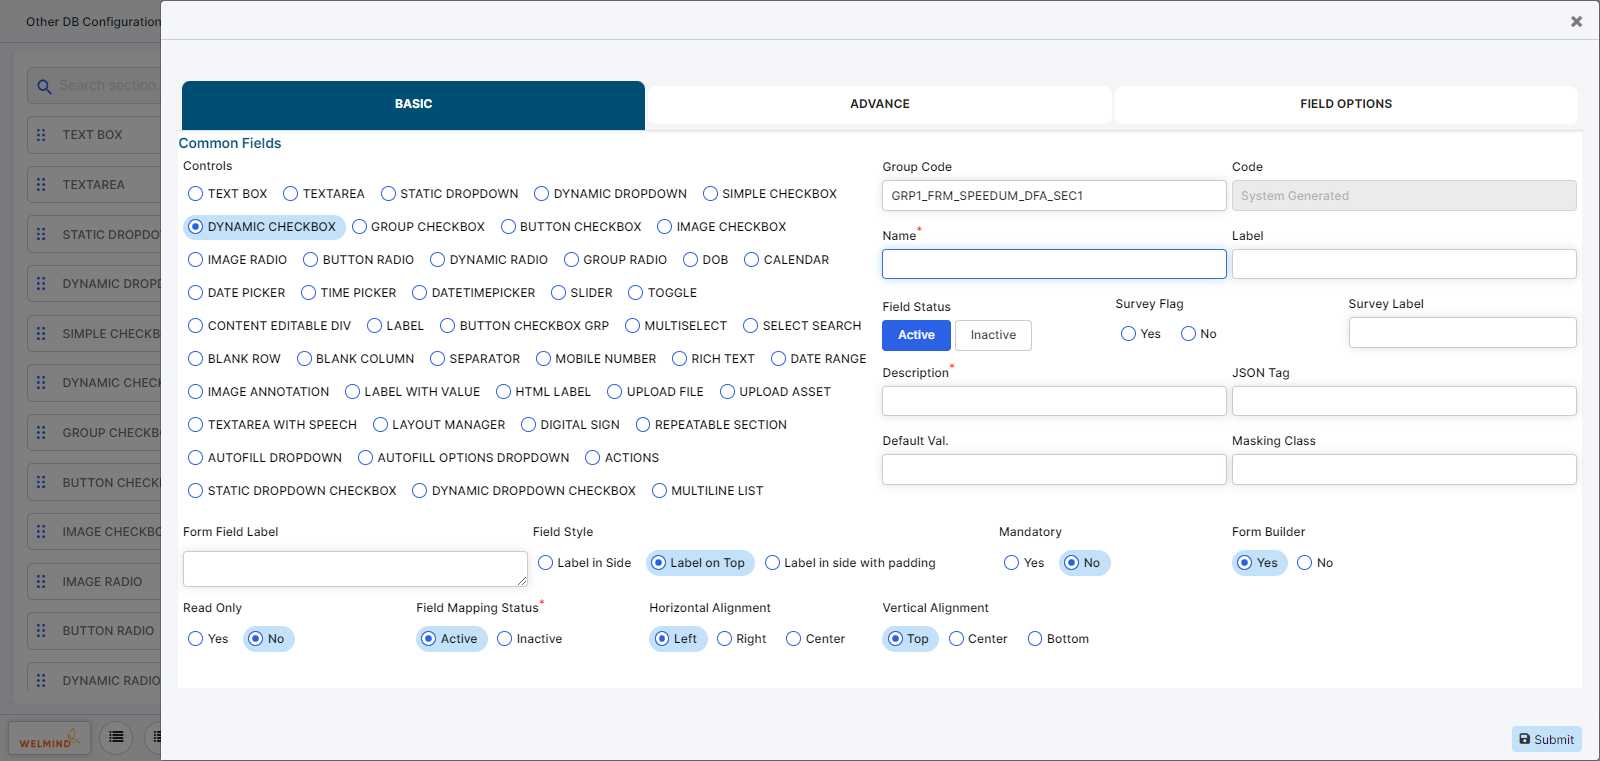 Other DB Configuration
Search section
TEXT BOX
TEXTAREA
STATIC DROPDO
DYNAMIC DROP
SIMPLE CHECKB
DYNAMIC CHEC
GROUP CHECKB
BUTTON CHECK
IMAGE CHECKBO
IMAGE RADIO
BUTTON RADIO
DYNAMIC RADIO
WELMIND
BASIC ADVANCE FIELD OPTIONS
Common Fields
Controls
TEXT BOX TEXTAREA STATIC DROPDOWN DYNAMIC DROPDOWN SIMPLE CHECKBOX
DYNAMIC CHECKBOX GROUP CHECKBOX BUTTON CHECKBOX IMAGE CHECKBOX
IMAGE RADIO BUTTON RADIO DYNAMIC RADIO GROUP RADIO DOB CALENDAR
DATE PICKER TIME PICKER DATETIMEPICKER SLIDER TOGGLE
CONTENT EDITABLE DIV LABEL BUTTON CHECKBOX GRP MULTISELECT SELECT SEARCH
BLANK ROW BLANK COLUMN SEPARATOR MOBILE NUMBER RICH TEXT DATE RANGE
IMAGE ANNOTATION LABEL WITH VALUE HTML LABEL UPLOAD FILE UPLOAD ASSET
TEXTAREA WITH SPEECH LAYOUT MANAGER DIGITAL SIGN REPEATABLE SECTION
AUTOFILL DROPDOWN AUTOFILL OPTIONS DROPDOWN ACTIONS
STATIC DROPDOWN CHECKBOX DYNAMIC DROPDOWN CHECKBOX MULTILINE LIST
Group Code Code
GRP1_FRM_SPEEDUM_DFA_SEC1 System Generated
Name* Label
Field Status Survey Flag Survey Label
Active Inactive Yes No
Description* JSON Tag
Default Val. Masking Class
Form Field Label Field Style Mandatory Form Builder
Label in Side Label on Top Label in side with padding Yes No Yes No
Read Only Field Mapping Status* Horizontal Alignment Vertical Alignment
Yes No Active Inactive Left Right Center Top Center Bottom
Submit